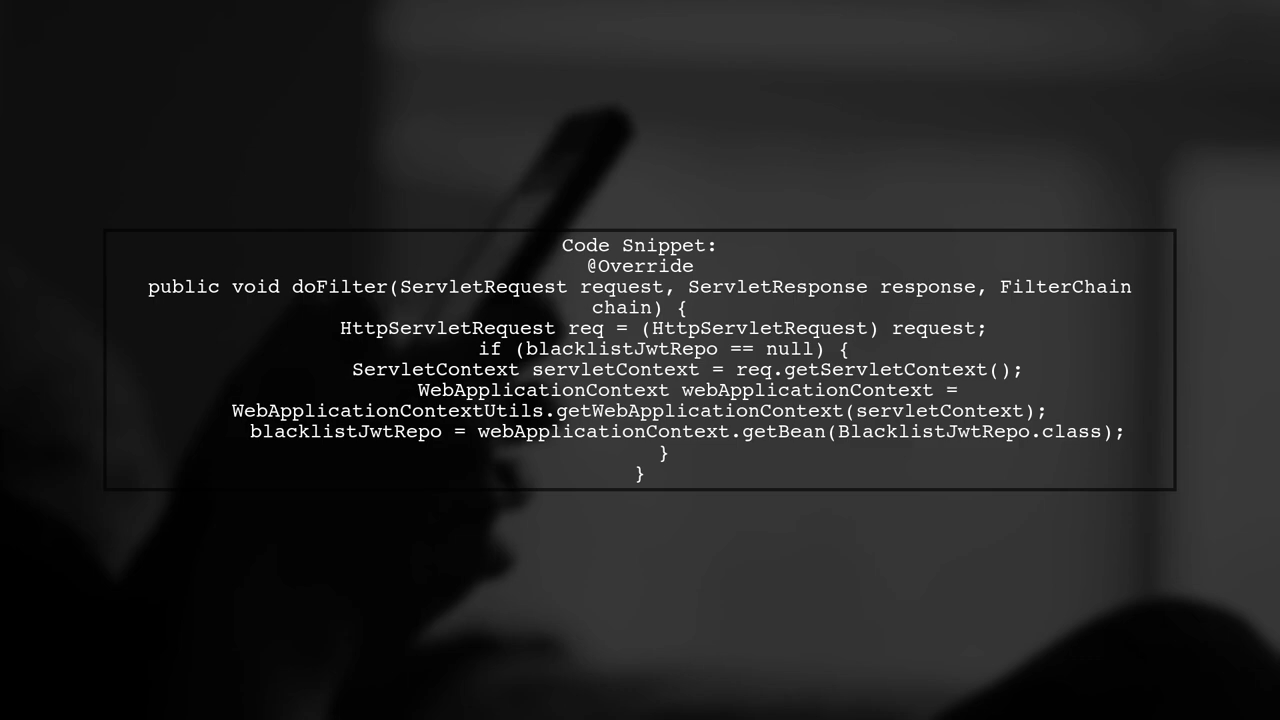 Code Snippet:
@Override
public void doFilter(ServletRequest request, ServletResponse response, FilterChain
chain) {
HttpServletRequest req = (HttpServletRequest) request;
if (blacklistJwtRepo == null) {
ServletContext servletContext = req.getServletContext();
WebApplicationContext webApplicationContext =
WebApplicationContextUtils.getWebApplicationContext(servletContext);
blacklistJwtRepo = webApplicationContext.getBean(BlacklistJwtRepo.class);
}
}